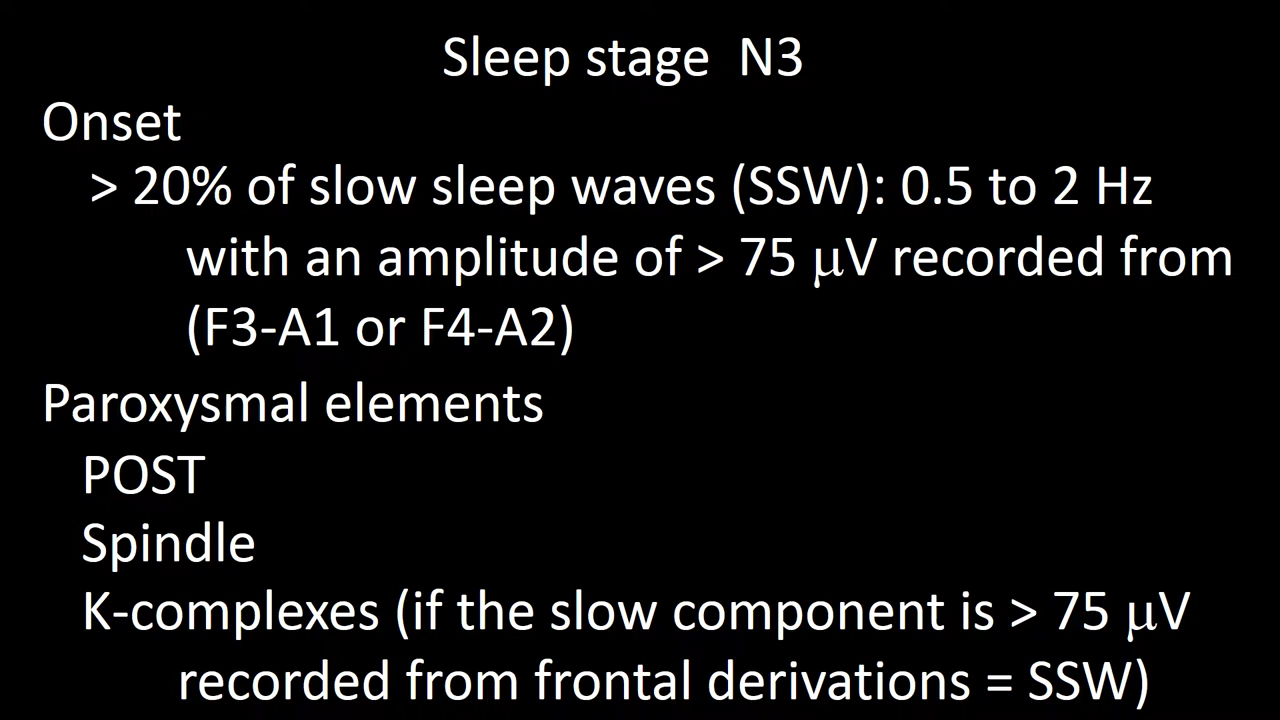 Sleep stage N3
Onset
> 20% of slow sleep waves (SSW): 0.5 to 2 Hz
with an amplitude of > 75 μV recorded from
(F3-A1 or F4-A2)
Paroxysmal elements
POST
Spindle
K-complexes (if the slow component is > 75 μV
recorded from frontal derivations = SSW)